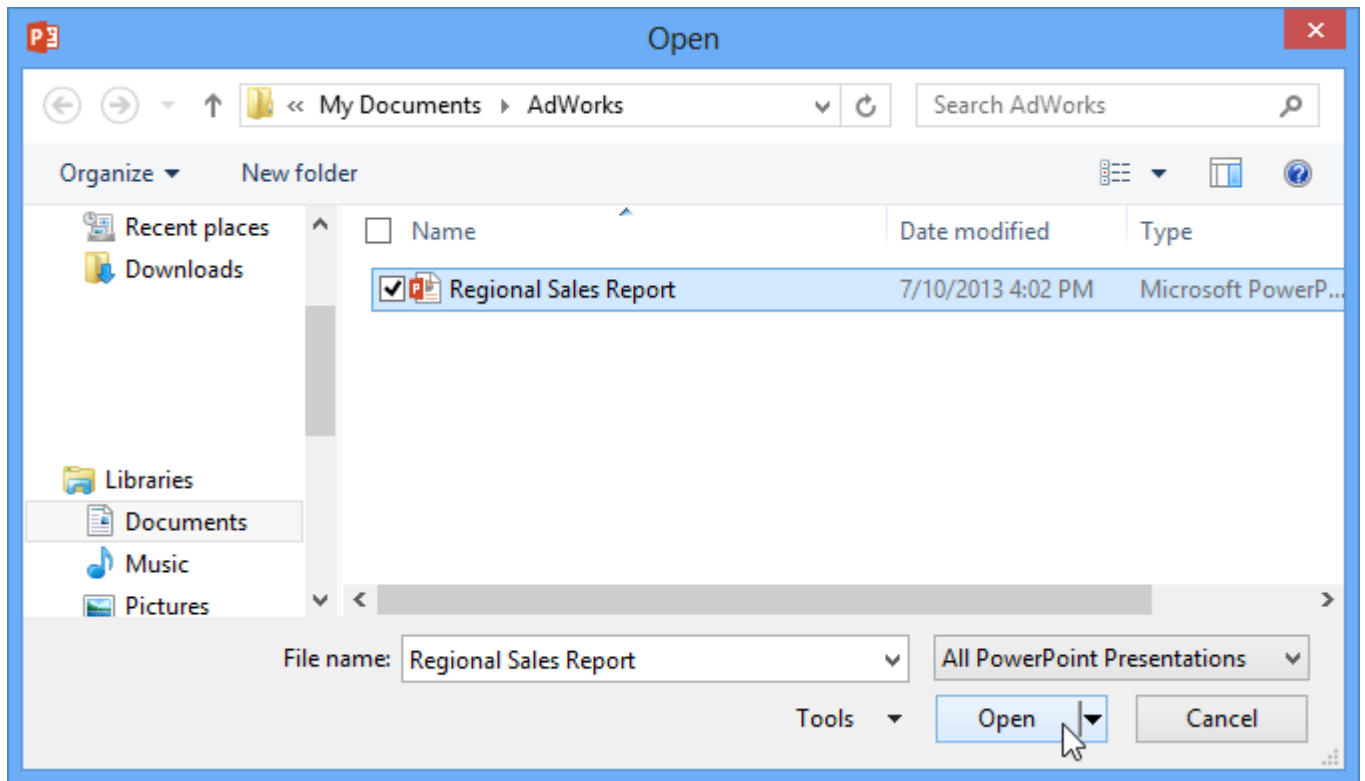 Open
« My Documents AdWorks
Search AdWorks
Organize
New folder
Recent places
Downloads
Libraries
Documents
Music
Pictures
Name
Date modified
Type
Regional Sales Report
7/10/2013 4:02 PM
Microsoft PowerP...
File name:
Regional Sales Report
All PowerPoint Presentations
Tools
Open
Cancel